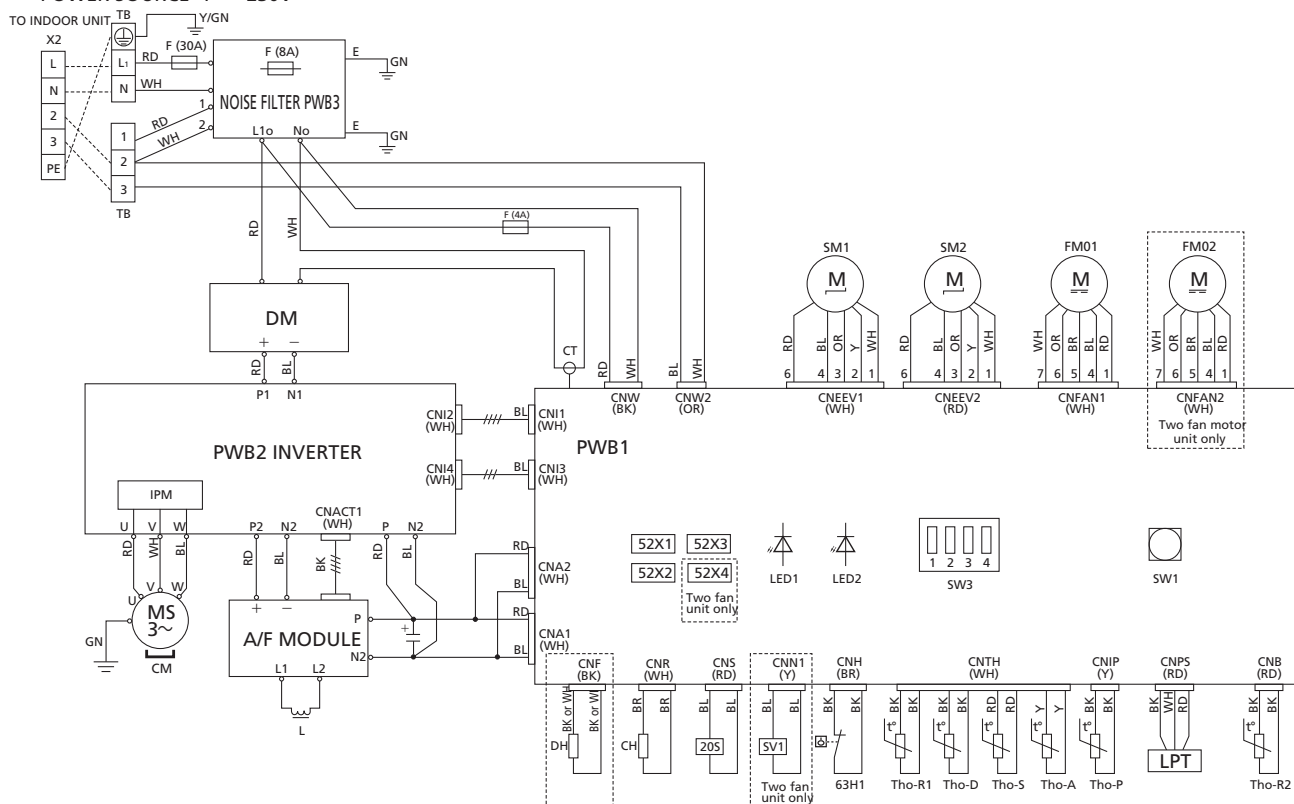 TO INDOOR UNIT
TB
Y/GN
X2
L
N
2
3
PE
L1
N
RD
F (30A)
WH
F (8A)
NOISE FILTER PWB3
E
GN
E
GN
1
2
RD
WH
L1o
No
1
2
3
TB
RD
WH
F (4A)
DM
+
−
RD
BL
P1
N1
CT
RD
WH
BL
WH
CNW
(BK)
CNW2
(OR)
SM1
M
RD
BL
OR
Y
WH
6
4
3
2
1
CNEEV1
(WH)
SM2
M
RD
BL
OR
Y
WH
6
4
3
2
1
CNEEV2
(RD)
FM01
M
WH
OR
BR
BL
RD
7
6
5
4
1
CNFAN1
(WH)
FM02
M
WH
OR
BR
BL
RD
7
6
5
4
1
CNFAN2
(WH)
Two fan motor
unit only
PWB2 INVERTER
CNI2
(WH)
BL
CNI1
(WH)
CNI4
(WH)
BL
CNI3
(WH)
PWB1
IPM
U
V
W
P2
N2
CNACT1
(WH)
P
N2
RD
WH
BL
RD
BL
BK
RD
BL
U
V
W
MS
3~
GN
CM
+
−
A/F MODULE
P
N2
L1
L2
L
+
RD
BL
CNA2
(WH)
RD
BL
CNA1
(WH)
52X1
52X3
52X2
52X4
Two fan
unit only
LED1
LED2
1
2
3
4
SW3
SW1
CNF
(BK)
BK or WH
DH
CNR
(WH)
BR
BR
CH
CNS
(RD)
BL
BL
20S
CNN1
(Y)
BL
BL
SV1
Two fan
unit only
CNH
(BR)
BK
BK
63H1
CNTH
(WH)
BK
BK
t°
Tho-R1
BK
BK
t°
Tho-D
RD
RD
t°
Tho-S
Y
Y
t°
Tho-A
CNIP
(Y)
BK
BK
t°
Tho-P
CNPS
(RD)
BK
WH
RD
LPT
CNB
(RD)
BK
BK
t°
Tho-R2